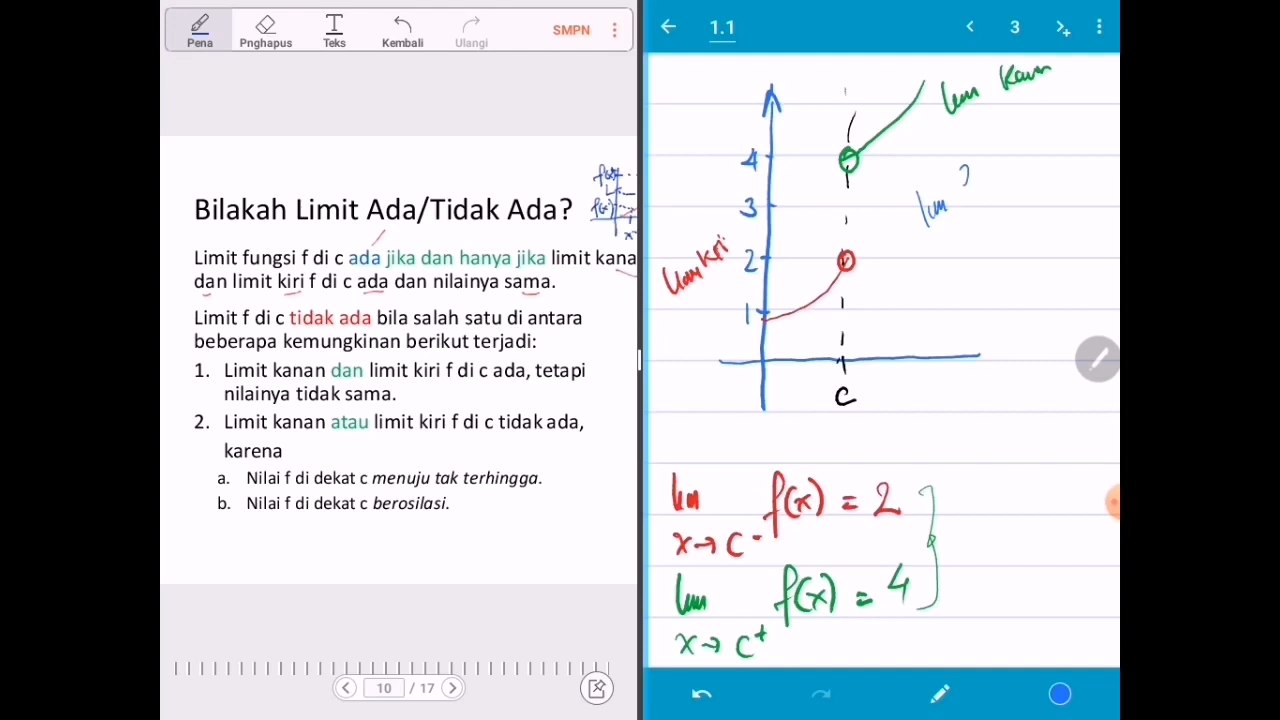 Pena
Pnghapus
Teks
Kembali
Ulangi
SMPN
1.1
3
Bilakah Limit Ada/Tidak Ada?
Limit fungsi f di c ada jika dan hanya jika limit kana
dan limit kiri f di c ada dan nilainya sama.
Limit f di c tidak ada bila salah satu di antara
beberapa kemungkinan berikut terjadi:
1. Limit kanan dan limit kiri f di c ada, tetapi
nilainya tidak sama.
2. Limit kanan atau limit kiri f di c tidak ada,
karena
a. Nilai f di dekat c menuju tak terhingga.
b. Nilai f di dekat c berosilasi.
10 / 17
lim kanan
4
3
2
1
lim kiri
lim ?
c
lim f(x) = 2
x→c-
lim f(x) = 4
x→c+